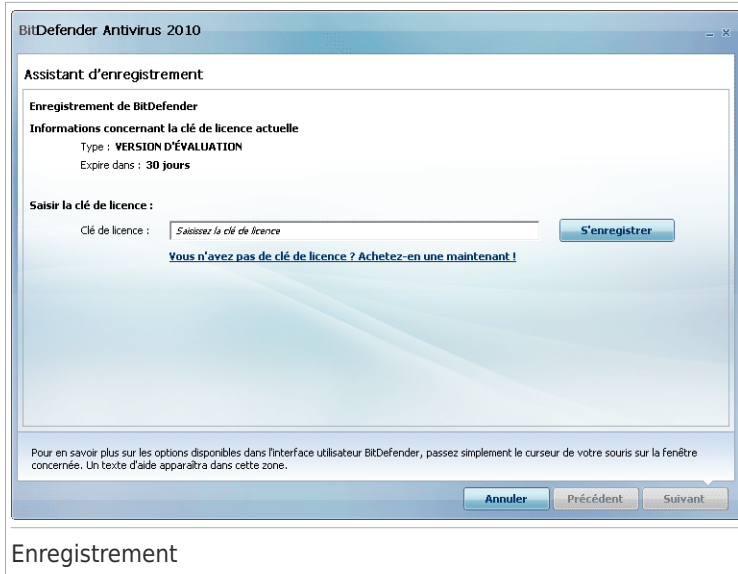 BitDefender Antivirus 2010
Assistant d'enregistrement
Enregistrement de BitDefender
Informations concernant la clé de licence actuelle
Type : VERSION D'ÉVALUATION
Expire dans : 30 jours
Saisir la clé de licence :
Clé de licence : Saisissez la clé de licence S'enregistrer
Vous n'avez pas de clé de licence ? Achetez-en une maintenant !
Pour en savoir plus sur les options disponibles dans l'interface utilisateur BitDefender, passez simplement le curseur de votre souris sur la fenêtre
concernée. Un texte d'aide apparaîtra dans cette zone.
Annuler Précédent Suivant
Enregistrement